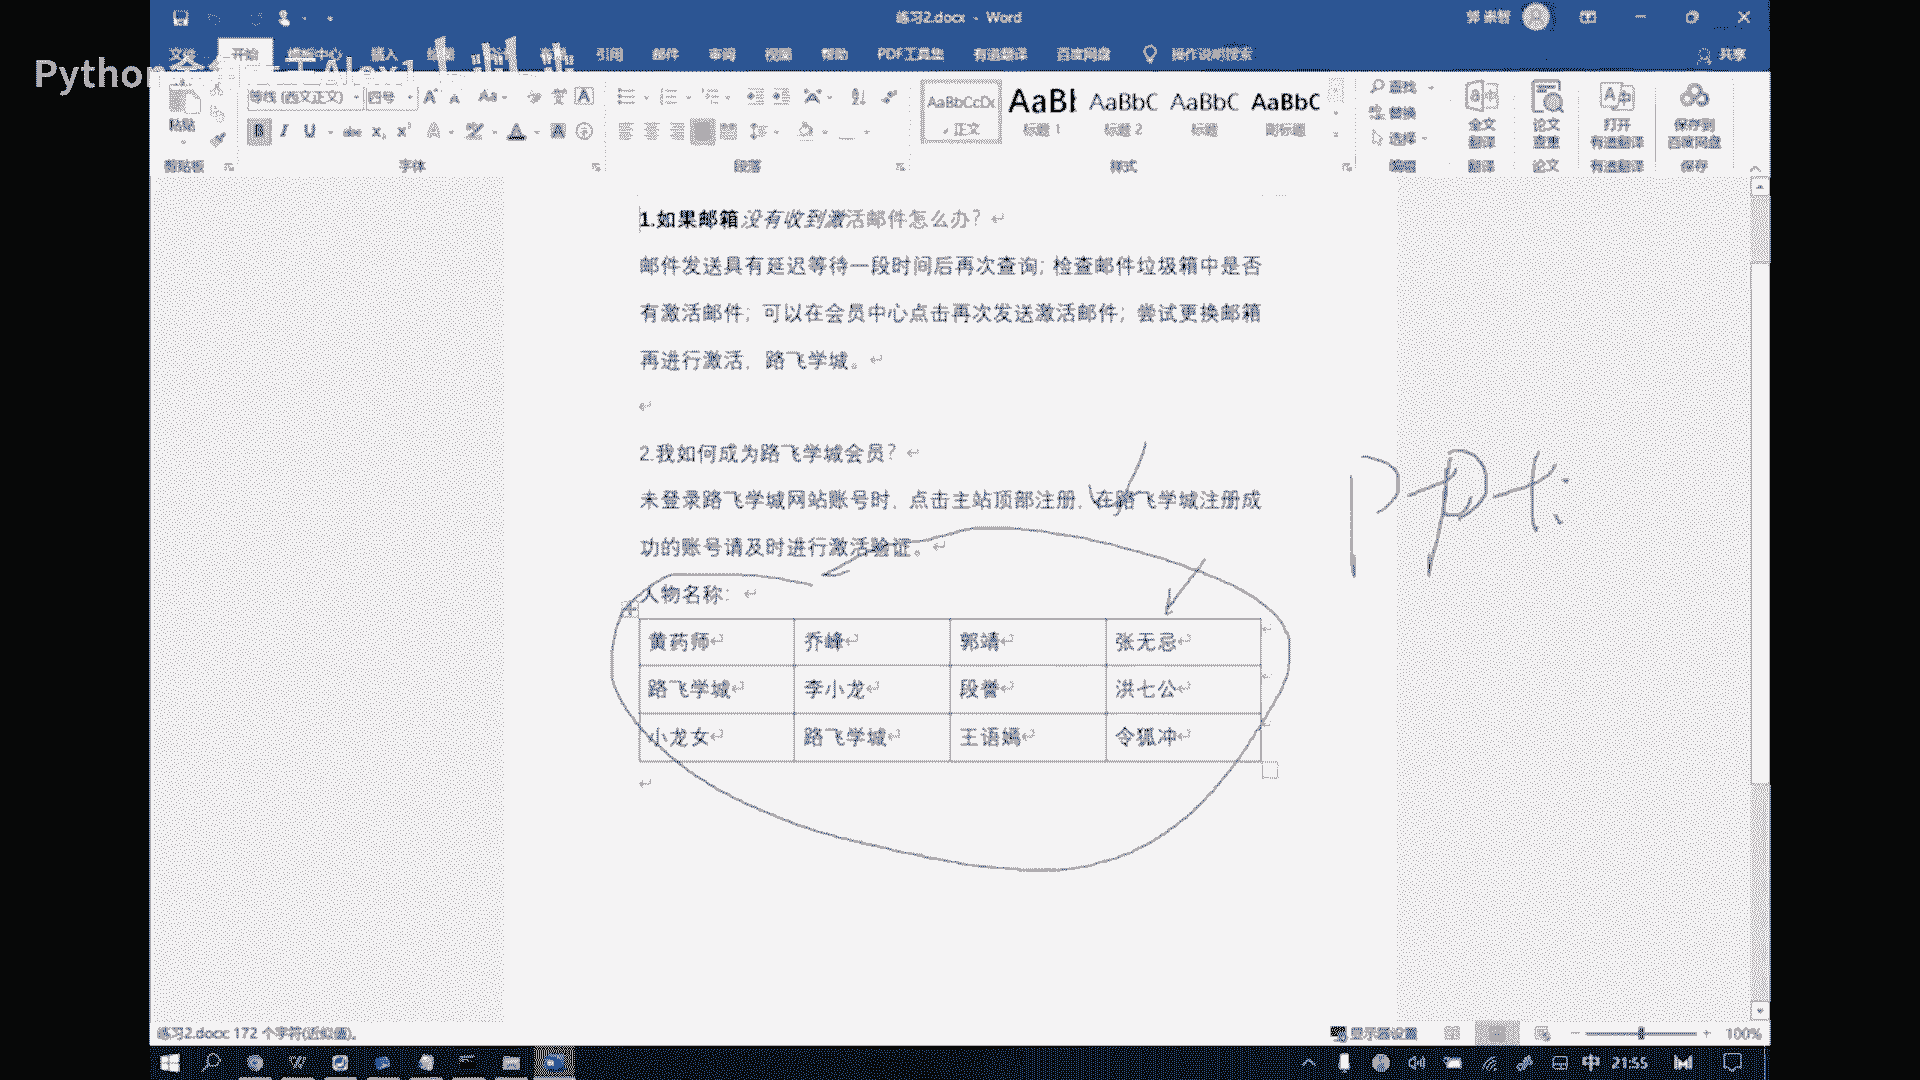 练习2.docx - Word
文件 开始 插入 引用 邮件 审阅 视图 帮助 PDF工具集 有道翻译 百度网盘 操作说明搜索 共享
Python
Alex1
粘贴
等线 (西文正文) 四号
AaBbCcDc AaBl AaBbC AaBbC AaBbC
正文 标题 1 标题 2 标题 副标题
查找
替换
选择
全文翻译
论文查重
打开有道翻译
保存到百度网盘
剪贴板 字体 段落 样式 编辑 翻译 论文 有道翻译 保存
1.如果邮箱没有收到激活邮件怎么办?
邮件发送具有延迟等待一段时间后再次查询; 检查邮件垃圾箱中是否
有激活邮件; 可以在会员中心点击再次发送激活邮件; 尝试更换邮箱
再进行激活, 路飞学城。
2.我如何成为路飞学城会员?
未登录路飞学城网站账号时, 点击主站顶部注册, 在路飞学城注册成
功的账号请及时进行激活验证。
人物名称:
黄药师 乔峰 郭靖 张无忌
路飞学城 李小龙 段誉 洪七公
小龙女 路飞学城 王语嫣 令狐冲
ppt
练习2.docx: 172 个字符(近似值)。
显示器设置
100%
中 21:55